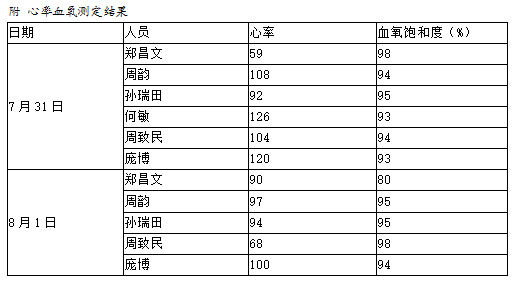 附 心率血氧测定结果
日期 人员 心率 血氧饱和度（%）
7月31日 郑昌文 59 98
周韵 108 94
孙瑞田 92 95
何敏 126 93
周致民 104 94
庞博 120 93
8月1日 郑昌文 90 80
周韵 97 95
孙瑞田 94 95
周致民 68 98
庞博 100 94